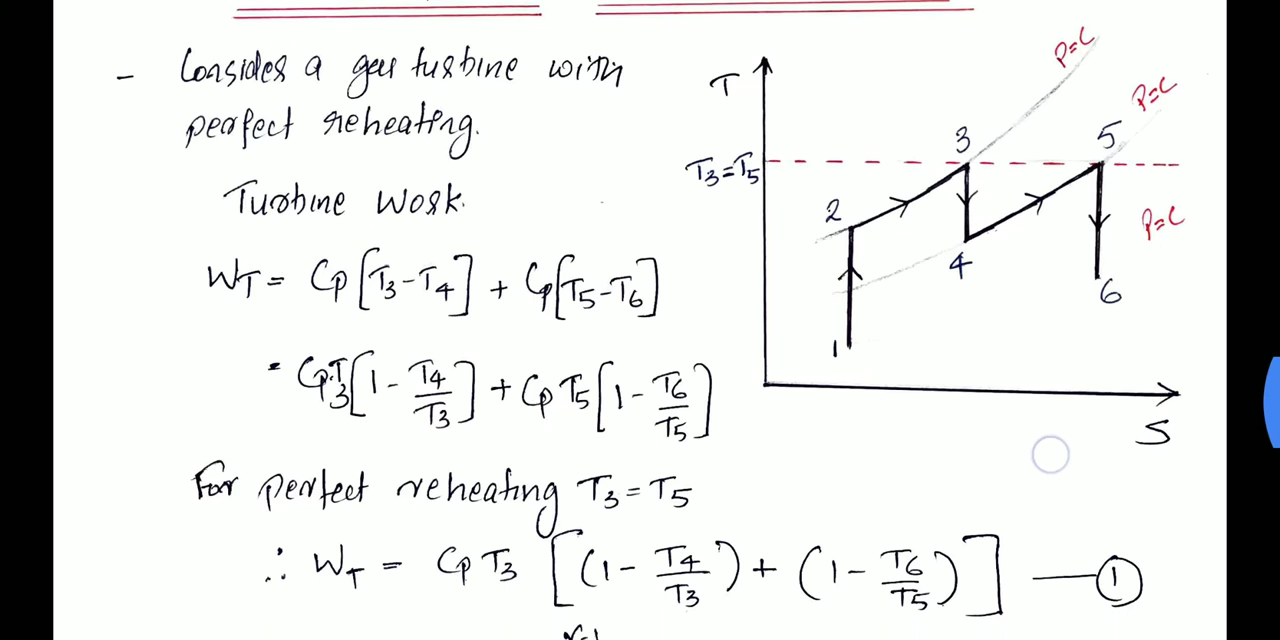 - Consider a gas turbine with
perfect reheating.
Turbine Work.
WT = Cp[T3-T4] + Cp[T5-T6]
= Cp.T3[1 - T4/T3] + Cp T5[1 - T6/T5]
For perfect reheating T3 = T5
∴ WT = Cp T3 [(1 - T4/T3) + (1 - T6/T5)] — ①
T
P=C
P=C
P=C
T3=T5
3
5
2
4
6
1
S